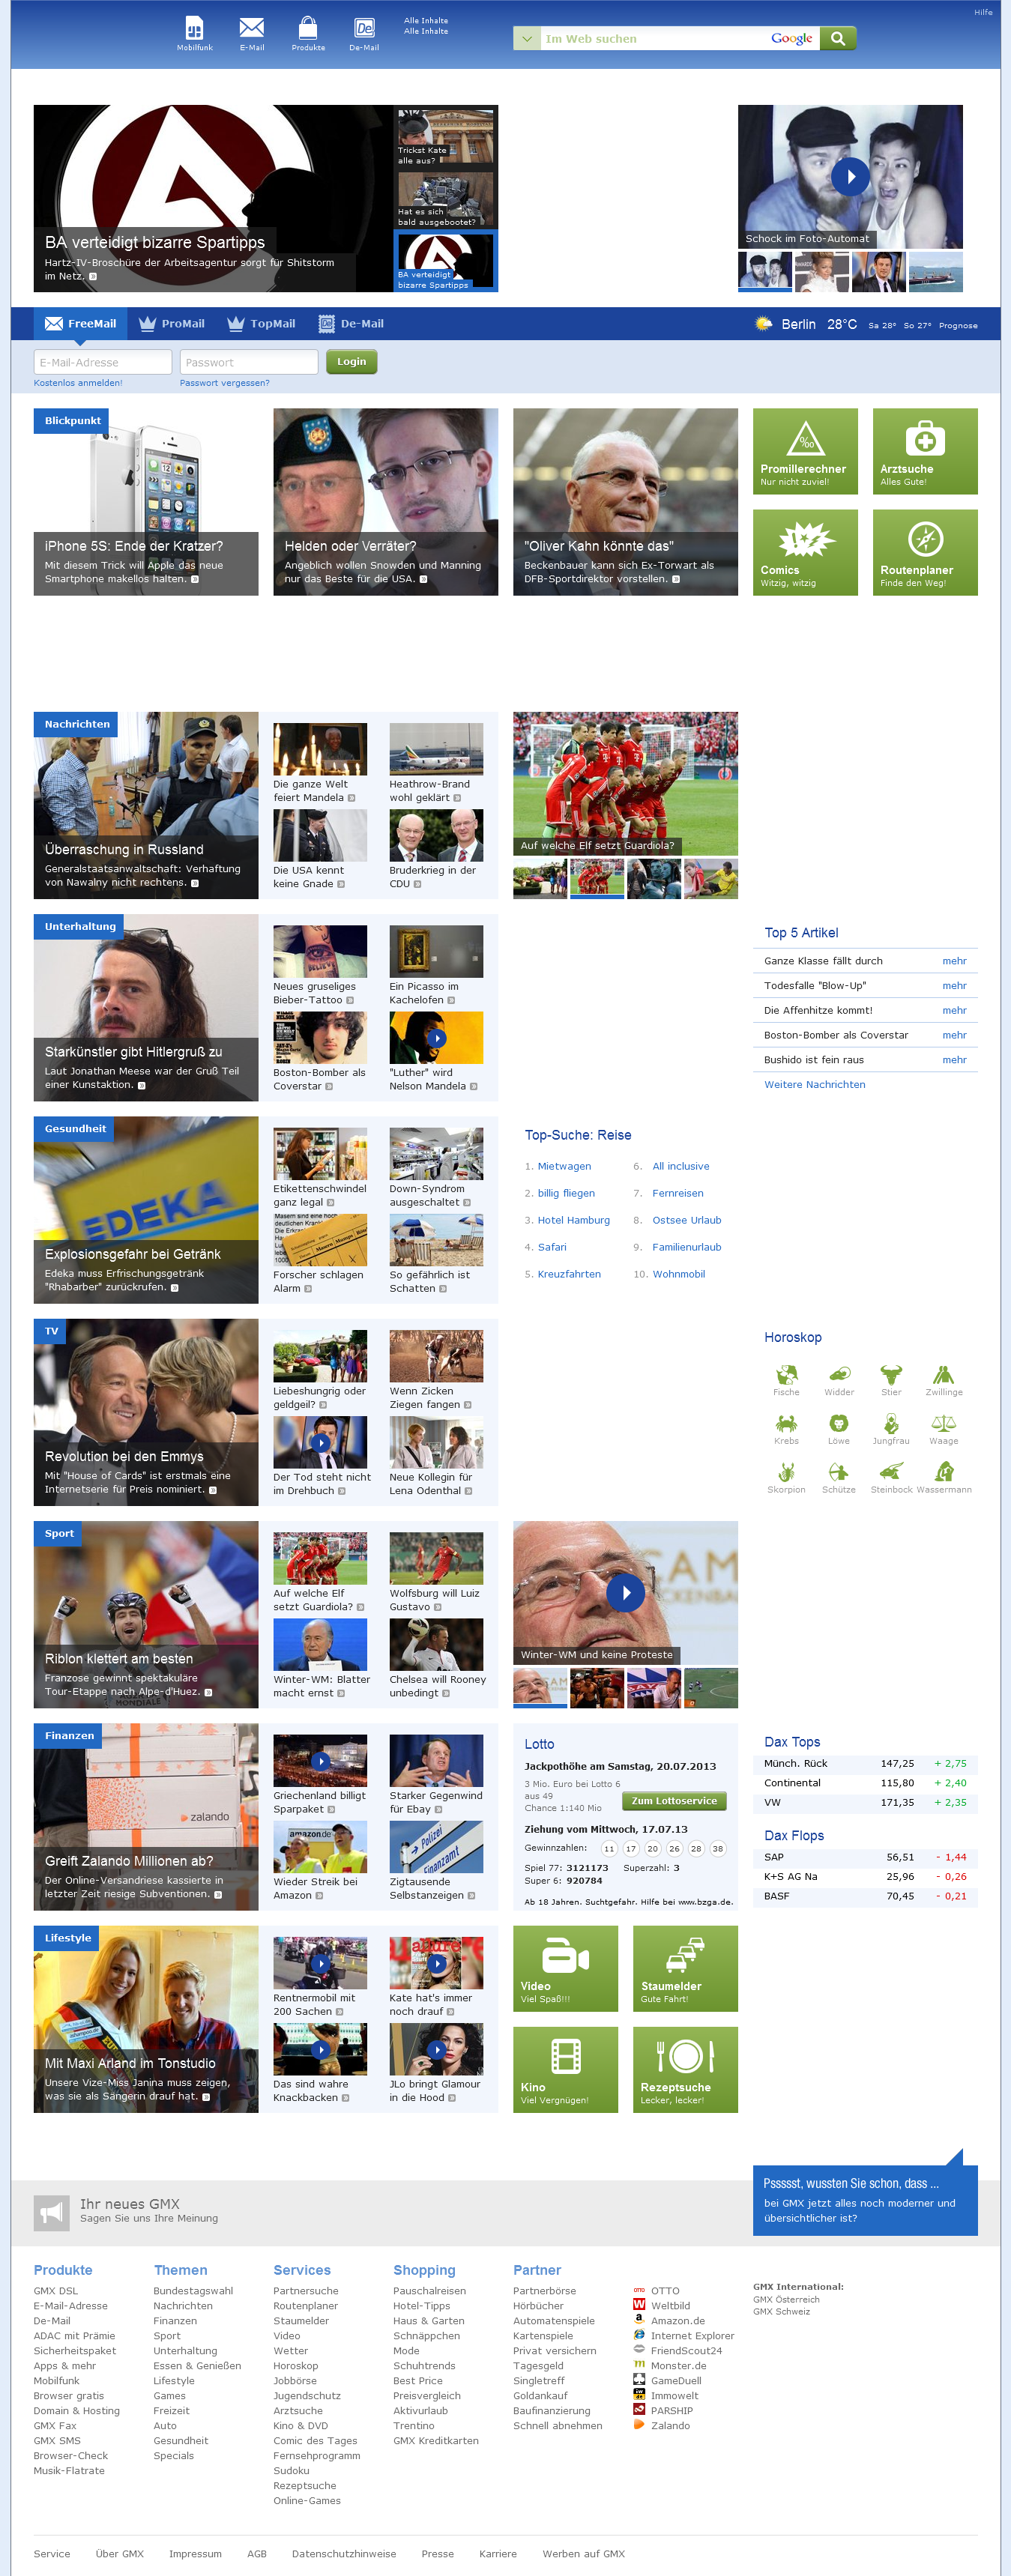 Hilfe
Mobilfunk
E-Mail
Produkte
De-Mail
Alle Inhalte
Alle Inhalte
Im Web suchen
Google
Trickst Kate
alle aus?
Hat es sich
bald ausgebootet?
BA verteidigt
bizarre Spartipps
BA verteidigt bizarre Spartipps
Hartz-IV-Broschüre der Arbeitsagentur sorgt für Shitstorm
im Netz.
Schock im Foto-Automat
FreeMail
ProMail
TopMail
De-Mail
Berlin 28°C Sa 28° So 27° Prognose
E-Mail-Adresse
Passwort
Login
Kostenlos anmelden!
Passwort vergessen?
Blickpunkt
iPhone 5S: Ende der Kratzer?
Mit diesem Trick will Apple das neue
Smartphone makellos halten.
Helden oder Verräter?
Angeblich wollen Snowden und Manning
nur das Beste für die USA.
"Oliver Kahn könnte das"
Beckenbauer kann sich Ex-Torwart als
DFB-Sportdirektor vorstellen.
Promillerechner
Nur nicht zuviel!
Arztsuche
Alles Gute!
Comics
Witzig, witzig
Routenplaner
Finde den Weg!
Nachrichten
Überraschung in Russland
Generalstaatsanwaltschaft: Verhaftung
von Nawalny nicht rechtens.
Die ganze Welt
feiert Mandela
Heathrow-Brand
wohl geklärt
Die USA kennt
keine Gnade
Bruderkrieg in der
CDU
Auf welche Elf setzt Guardiola?
Unterhaltung
Starkünstler gibt Hitlergruß zu
Laut Jonathan Meese war der Gruß Teil
einer Kunstaktion.
Neues gruseliges
Bieber-Tattoo
Ein Picasso im
Kachelofen
Boston-Bomber als
Coverstar
"Luther" wird
Nelson Mandela
Top 5 Artikel
Ganze Klasse fällt durch mehr
Todesfalle "Blow-Up" mehr
Die Affenhitze kommt! mehr
Boston-Bomber als Coverstar mehr
Bushido ist fein raus mehr
Weitere Nachrichten
Gesundheit
EDEKA
Explosionsgefahr bei Getränk
Edeka muss Erfrischungsgetränk
"Rhabarber" zurückrufen.
Etikettenschwindel
ganz legal
Down-Syndrom
ausgeschaltet
Forscher schlagen
Alarm
So gefährlich ist
Schatten
Top-Suche: Reise
1. Mietwagen
2. billig fliegen
3. Hotel Hamburg
4. Safari
5. Kreuzfahrten
6. All inclusive
7. Fernreisen
8. Ostsee Urlaub
9. Familienurlaub
10. Wohnmobil
TV
Revolution bei den Emmys
Mit "House of Cards" ist erstmals eine
Internetserie für Preis nominiert.
Liebeshungrig oder
geldgeil?
Wenn Zicken
Ziegen fangen
Der Tod steht nicht
im Drehbuch
Neue Kollegin für
Lena Odenthal
Horoskop
Fische Widder Stier Zwillinge
Krebs Löwe Jungfrau Waage
Skorpion Schütze Steinbock Wassermann
Sport
Riblon klettert am besten
Franzose gewinnt spektakuläre
Tour-Etappe nach Alpe-d'Huez.
Auf welche Elf
setzt Guardiola?
Wolfsburg will Luiz
Gustavo
Winter-WM: Blatter
macht ernst
Chelsea will Rooney
unbedingt
Winter-WM und keine Proteste
Finanzen
zalando
Greift Zalando Millionen ab?
Der Online-Versandriese kassierte in
letzter Zeit riesige Subventionen.
Griechenland billigt
Sparpaket
Starker Gegenwind
für Ebay
amazon.de
Wieder Streik bei
Amazon
Polizei
Finanzamt
Zigtausende
Selbstanzeigen
Lotto
Jackpothöhe am Samstag, 20.07.2013
3 Mio. Euro bei Lotto 6
aus 49
Chance 1:140 Mio
Zum Lottoservice
Ziehung vom Mittwoch, 17.07.13
Gewinnzahlen: 11 17 20 26 28 38
Spiel 77: 3121173 Superzahl: 3
Super 6: 920784
Ab 18 Jahren. Suchtgefahr. Hilfe bei www.bzga.de.
Dax Tops
Münch. Rück 147,25 + 2,75
Continental 115,80 + 2,40
VW 171,35 + 2,35
Dax Flops
SAP 56,51 - 1,44
K+S AG Na 25,96 - 0,26
BASF 70,45 - 0,21
Lifestyle
Mit Maxi Arland im Tonstudio
Unsere Vize-Miss Janina muss zeigen,
was sie als Sängerin drauf hat.
Rentnermobil mit
200 Sachen
Kate hat's immer
noch drauf
Das sind wahre
Knackbacken
JLo bringt Glamour
in die Hood
Video
Viel Spaß!!!
Staumelder
Gute Fahrt!
Kino
Viel Vergnügen!
Rezeptsuche
Lecker, lecker!
Ihr neues GMX
Sagen Sie uns Ihre Meinung
Pssssst, wussten Sie schon, dass ...
bei GMX jetzt alles noch moderner und
übersichtlicher ist?
Produkte
GMX DSL
E-Mail-Adresse
De-Mail
ADAC mit Prämie
Sicherheitspaket
Apps & mehr
Mobilfunk
Browser gratis
Domain & Hosting
GMX Fax
GMX SMS
Browser-Check
Musik-Flatrate
Themen
Bundestagswahl
Nachrichten
Finanzen
Sport
Unterhaltung
Essen & Genießen
Lifestyle
Games
Freizeit
Auto
Gesundheit
Specials
Services
Partnersuche
Routenplaner
Staumelder
Video
Wetter
Horoskop
Jobbörse
Jugendschutz
Arztsuche
Kino & DVD
Comic des Tages
Fernsehprogramm
Sudoku
Rezeptsuche
Online-Games
Shopping
Pauschalreisen
Hotel-Tipps
Haus & Garten
Schnäppchen
Mode
Schuhtrends
Best Price
Preisvergleich
Aktivurlaub
Trentino
GMX Kreditkarten
Partner
Partnerbörse
Hörbücher
Automatenspiele
Kartenspiele
Privat versichern
Tagesgeld
Singletreff
Goldankauf
Baufinanzierung
Schnell abnehmen
OTTO
Weltbild
Amazon.de
Internet Explorer
FriendScout24
Monster.de
GameDuell
Immowelt
PARSHIP
Zalando
GMX International:
GMX Österreich
GMX Schweiz
Service Über GMX Impressum AGB Datenschutzhinweise Presse Karriere Werben auf GMX